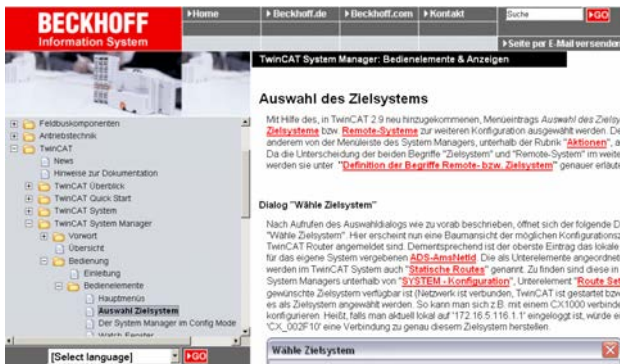 BECKHOFF
Information System
Home
Beckhoff.de
Beckhoff.com
Kontakt
Suche
GO
Seite per E-Mail versenden
TwinCAT System Manager: Bedienelemente & Anzeigen
Feldbuskomponenten
Antriebstechnik
TwinCAT
News
Hinweise zur Dokumentation
TwinCAT Überblick
TwinCAT Quick Start
TwinCAT System
TwinCAT System Manager
Vorwort
Übersicht
Bedienung
Einleitung
Bedienelemente
Hauptmenüs
Auswahl Zielsystem
Der System Manager im Config Mode
Watch Fenster
[Select language]
GO
Auswahl des Zielsystems
Mit Hilfe des, in TwinCAT 2.9 neu hinzugekommenen, Menüeintrags Auswahl des Zielsy
Zielsysteme bzw. Remote-Systeme zur weiteren Konfiguration ausgewählt werden. De
anderem von der Menüleiste des System Managers, unterhalb der Rubrik "Aktionen", a
Da die Unterscheidung der beiden Begriffe "Zielsystem" und "Remote-System" im weite
werden sie unter "Definition der Begriffe Remote- bzw. Zielsystem" genauer erläute
Dialog "Wähle Zielsystem"
Nach Aufrufen des Auswahldialogs wie zu vorab beschrieben, öffnet sich der folgende D
"Wähle Zielsystem". Hier erscheint nun eine Baumansicht der möglichen Konfigurationsz
TwinCAT Router angemeldet sind. Dementsprechend ist der oberste Eintrag das lokale
für das eigene System vergebenen ADS-AmsNetId. Die als Unterelemente angeordnet
werden im TwinCAT System auch "Statische Routes" genannt. Zu finden sind diese in
System Managers unterhalb von "SYSTEM - Konfiguration", Unterelement "Route Set
gewünschte Zielsystem verfügbar ist (Netzwerk ist verbunden, TwinCAT ist gestartet bzw
es als Zielsystem angewählt werden. So kann man sich z.B. mit einem CX1000 verbinde
konfigurieren. Heißt, falls man aktuell lokal auf '172.16.5.116.1.1' eingeloggt ist, würde e
'CX_002F10' eine Verbindung zu genau diesem Zielsystem herstellen.
Wähle Zielsystem